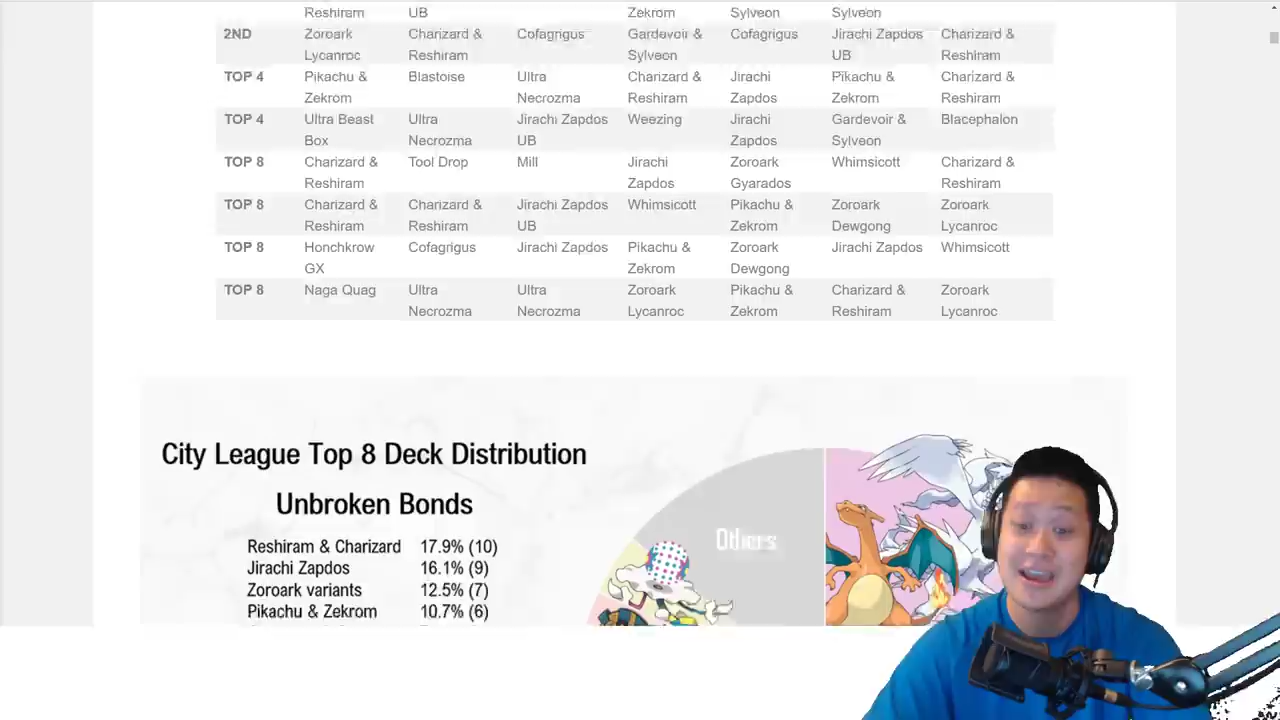 Reshiram UB Zekrom Sylveon Sylveon
2ND Zoroark Charizard & Cofagrigus Gardevoir & Cofagrigus Jirachi Zapdos Charizard &
Lycanroc Reshiram Sylveon UB Reshiram
TOP 4 Pikachu & Blastoise Ultra Charizard & Jirachi Pikachu & Charizard &
Zekrom Necrozma Reshiram Zapdos Zekrom Reshiram
TOP 4 Ultra Beast Ultra Jirachi Zapdos Weezing Jirachi Gardevoir & Blacephalon
Box Necrozma UB Zapdos Sylveon
TOP 8 Charizard & Tool Drop Mill Jirachi Zoroark Whimsicott Charizard &
Reshiram Zapdos Gyarados Reshiram
TOP 8 Charizard & Charizard & Jirachi Zapdos Whimsicott Pikachu & Zoroark Zoroark
Reshiram Reshiram UB Zekrom Dewgong Lycanroc
TOP 8 Honchkrow Cofagrigus Jirachi Zapdos Pikachu & Zoroark Jirachi Zapdos Whimsicott
GX Zekrom Dewgong
TOP 8 Naga Quag Ultra Ultra Zoroark Pikachu & Charizard & Zoroark
Necrozma Necrozma Lycanroc Zekrom Reshiram Lycanroc
City League Top 8 Deck Distribution
Unbroken Bonds
Others
Reshiram & Charizard 17.9% (10)
Jirachi Zapdos 16.1% (9)
Zoroark variants 12.5% (7)
Pikachu & Zekrom 10.7% (6)